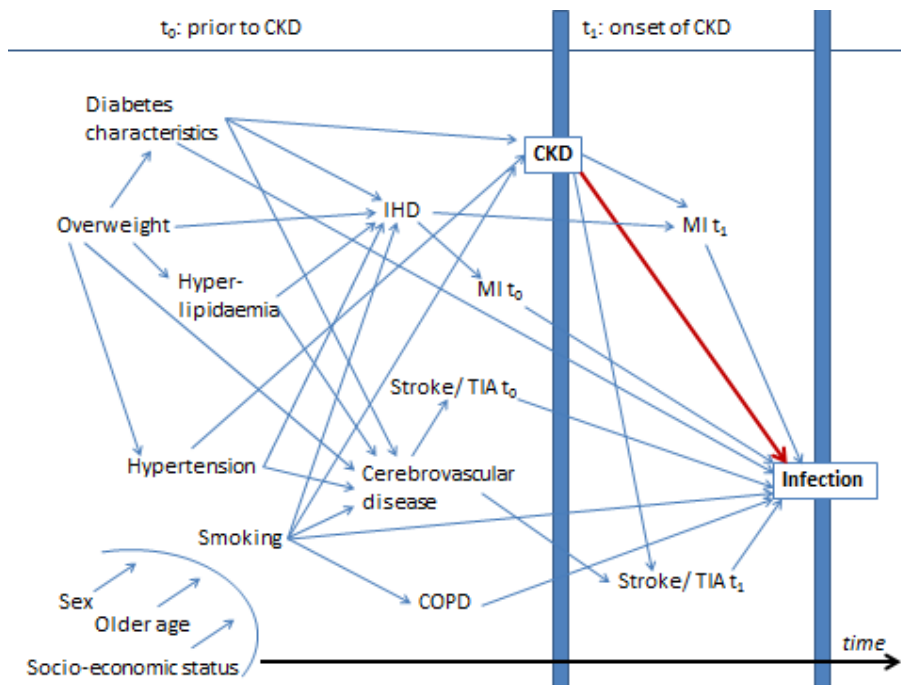 t₀: prior to CKD
t₁: onset of CKD
Diabetes
characteristics
CKD
Overweight
IHD
MI t₁
Hyper-
lipidaemia
MI t₀
Stroke/ TIA t₀
Hypertension
Cerebrovascular
disease
Infection
Smoking
Stroke/ TIA t₁
COPD
Sex
Older age
time
Socio-economic status